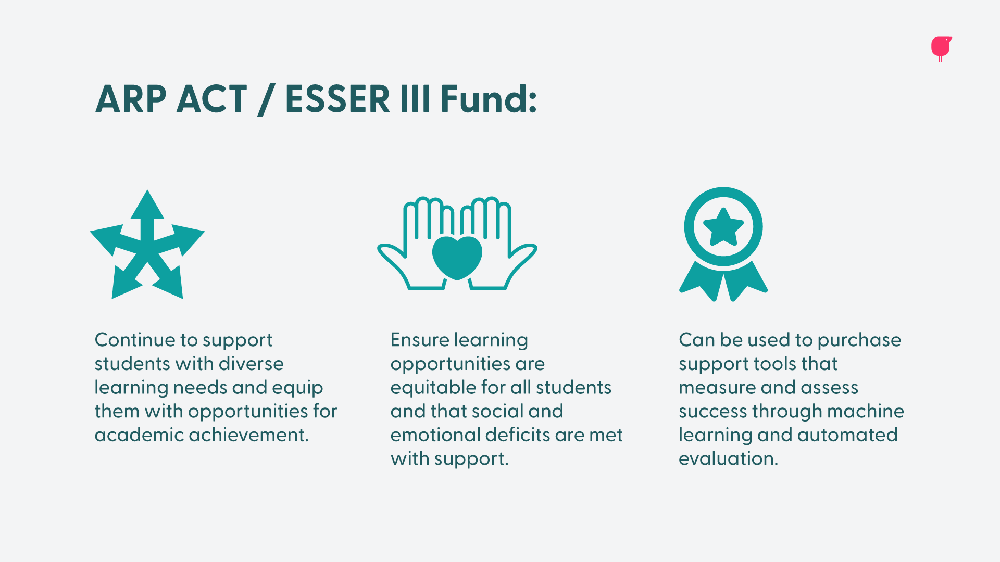 ARP ACT / ESSER III Fund:
Continue to support
students with diverse
learning needs and equip
them with opportunities for
academic achievement.
Ensure learning
opportunities are
equitable for all students
and that social and
emotional deficits are met
with support.
Can be used to purchase
support tools that
measure and assess
success through machine
learning and automated
evaluation.